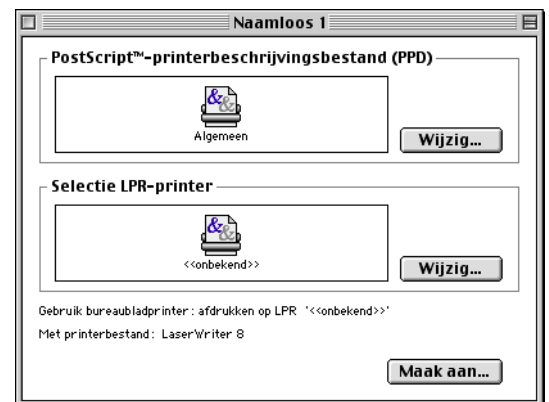 Naamloos 1
PostScript™-printerbeschrijvingsbestand (PPD)
Algemeen
Wijzig...
Selectie LPR-printer
<<onbekend>>
Wijzig...
Gebruik bureaubladprinter: afdrukken op LPR '<<onbekend>>'
Met printerbestand: LaserWriter 8
Maak aan...